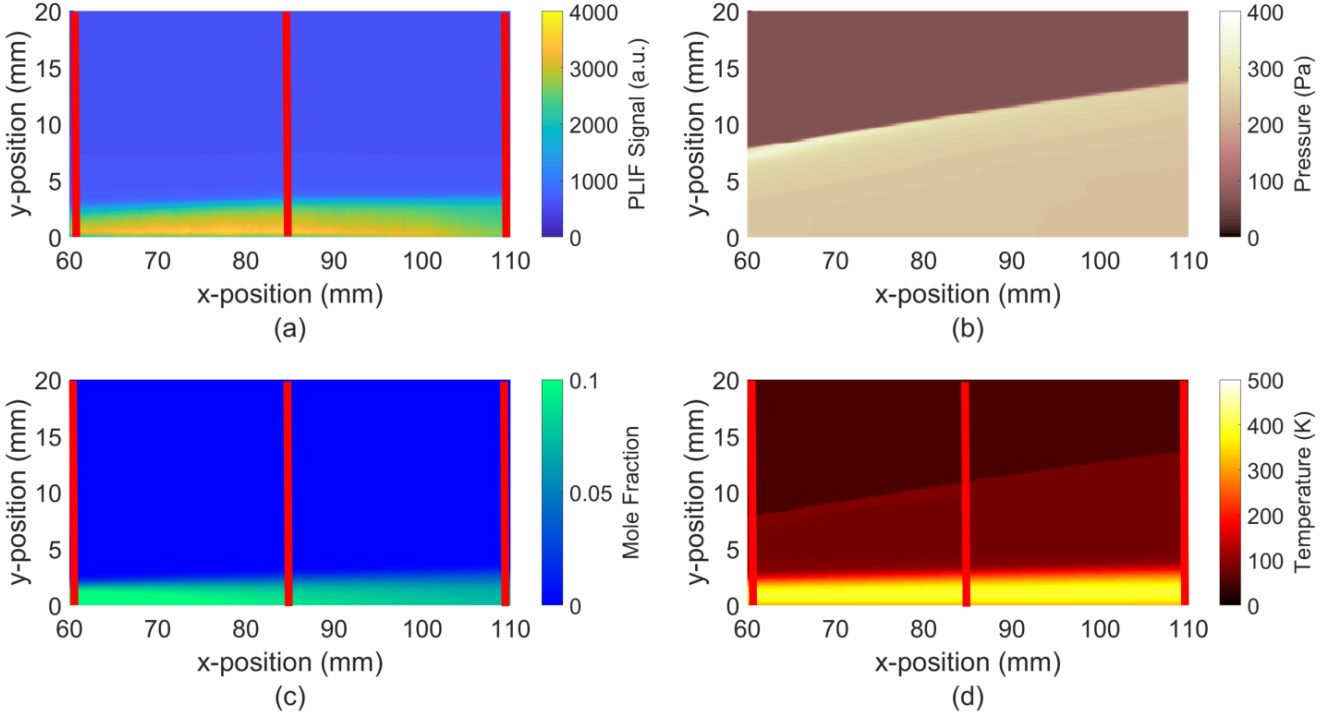 20
15
10
5
0
y-position (mm)
60 70 80 90 100 110
x-position (mm)
(a)
4000
3000
2000
1000
0
PLIF Signal (a.u.)
20
15
10
5
0
y-position (mm)
60 70 80 90 100 110
x-position (mm)
(b)
400
300
200
100
0
Pressure (Pa)
20
15
10
5
0
y-position (mm)
60 70 80 90 100 110
x-position (mm)
(c)
0.1
0.05
0
Mole Fraction
20
15
10
5
0
y-position (mm)
60 70 80 90 100 110
x-position (mm)
(d)
500
400
300
200
100
0
Temperature (K)